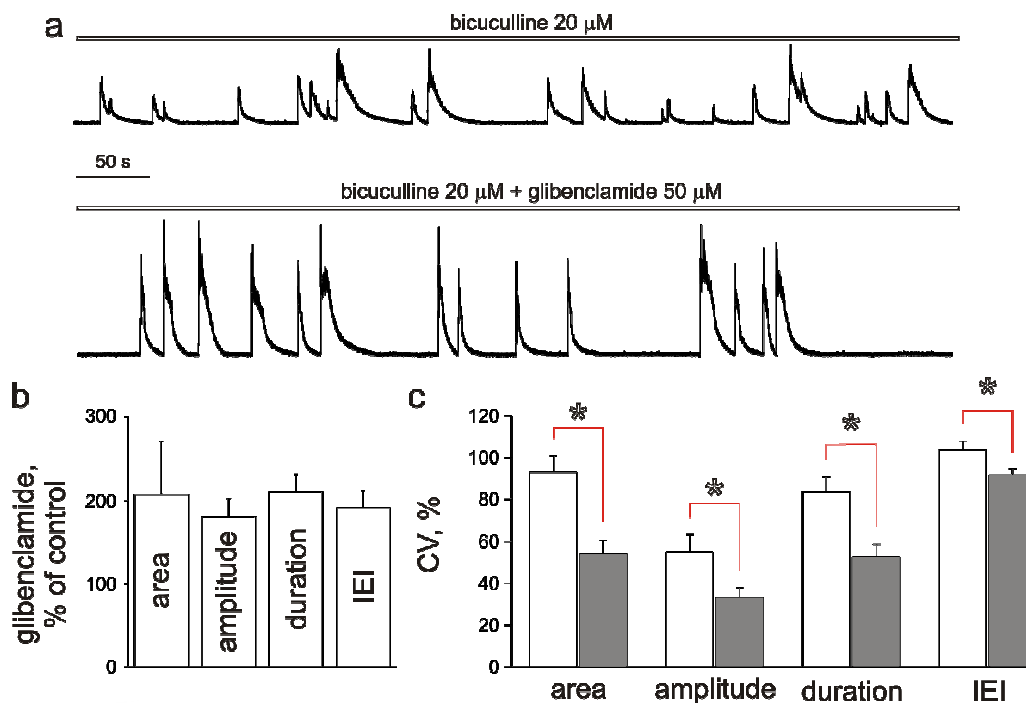 a
bicuculline 20 μM
50 s
bicuculline 20 μM + glibenclamide 50 μM
b
glibenclamide,
% of control
300
200
100
0
area
amplitude
duration
IEI
c
CV, %
120
100
80
60
40
20
0
*
*
*
*
area
amplitude
duration
IEI